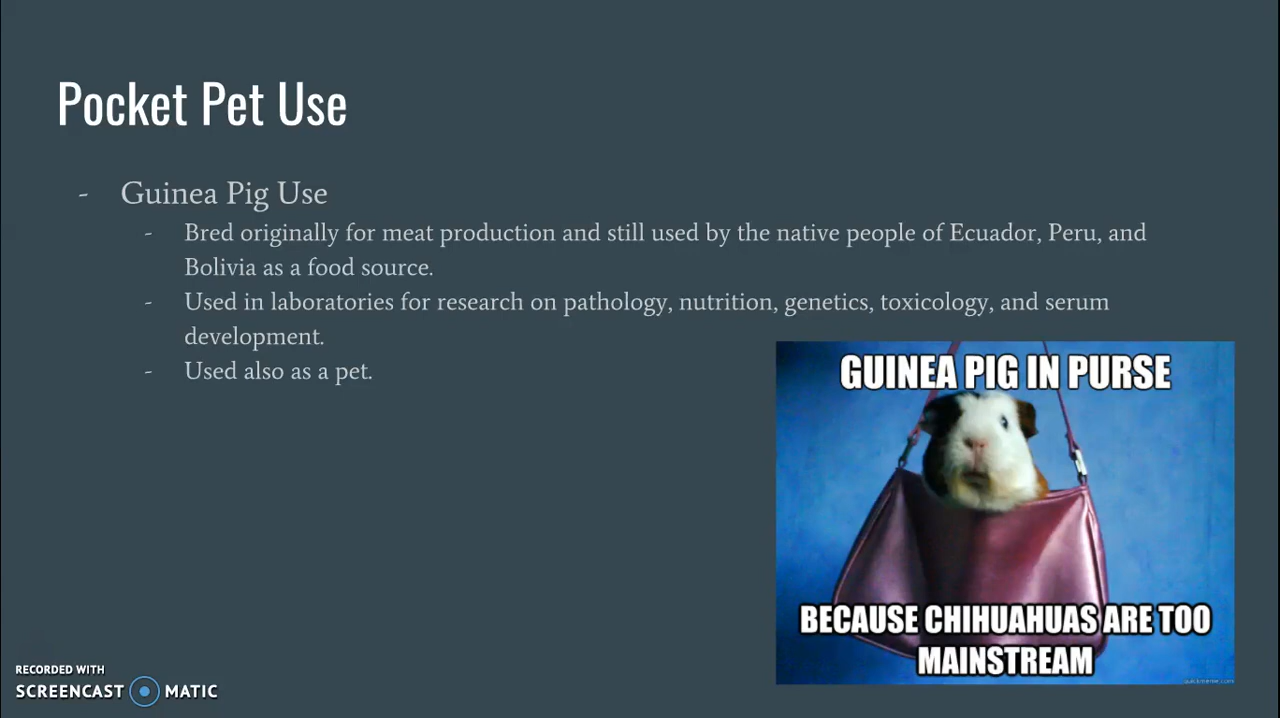 Pocket Pet Use
- Guinea Pig Use
- Bred originally for meat production and still used by the native people of Ecuador, Peru, and
Bolivia as a food source.
- Used in laboratories for research on pathology, nutrition, genetics, toxicology, and serum
development.
- Used also as a pet.
GUINEA PIG IN PURSE
BECAUSE CHIHUAHUAS ARE TOO
MAINSTREAM
RECORDED WITH
SCREENCAST MATIC